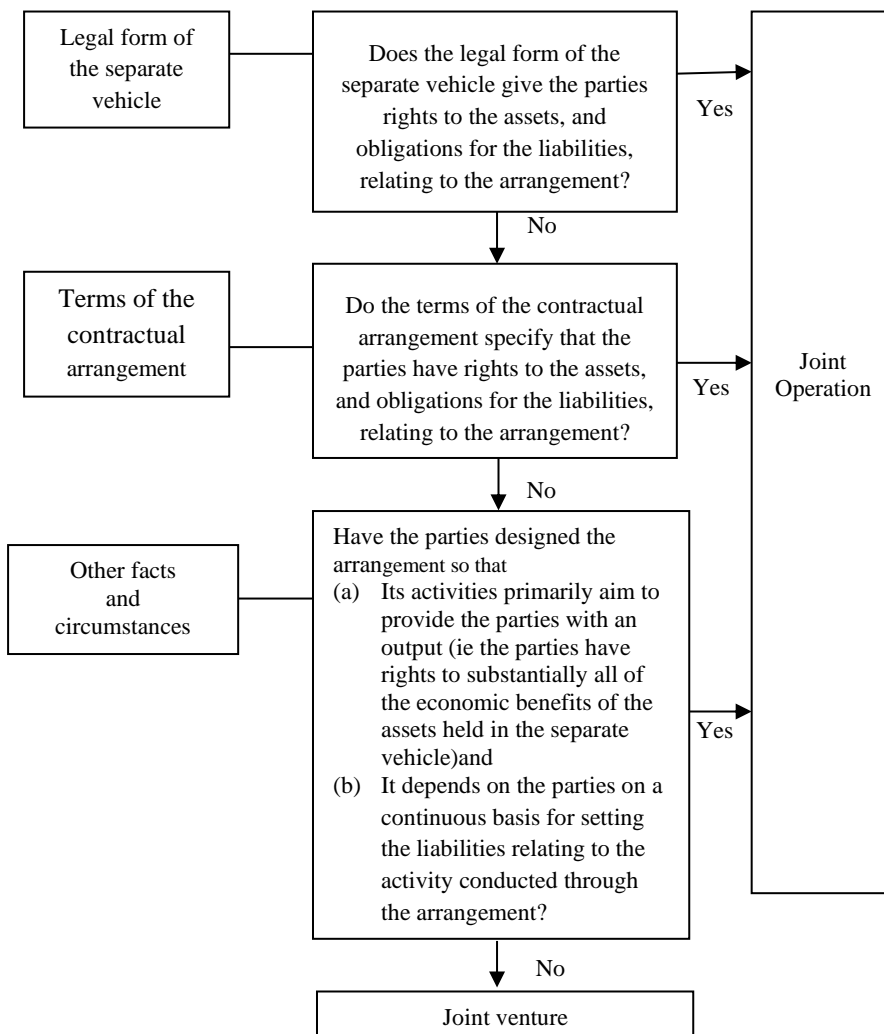 Legal form of
the separate
vehicle
Does the legal form of the
separate vehicle give the parties
rights to the assets, and
obligations for the liabilities,
relating to the arrangement?
Yes
No
Terms of the
contractual
arrangement
Do the terms of the contractual
arrangement specify that the
parties have rights to the assets,
and obligations for the liabilities,
relating to the arrangement?
Yes
Joint
Operation
No
Other facts
and
circumstances
Have the parties designed the
arrangement so that
(a) Its activities primarily aim to
provide the parties with an
output (ie the parties have
rights to substantially all of
the economic benefits of the
assets held in the separate
vehicle)and
(b) It depends on the parties on a
continuous basis for setting
the liabilities relating to the
activity conducted through
the arrangement?
Yes
No
Joint venture